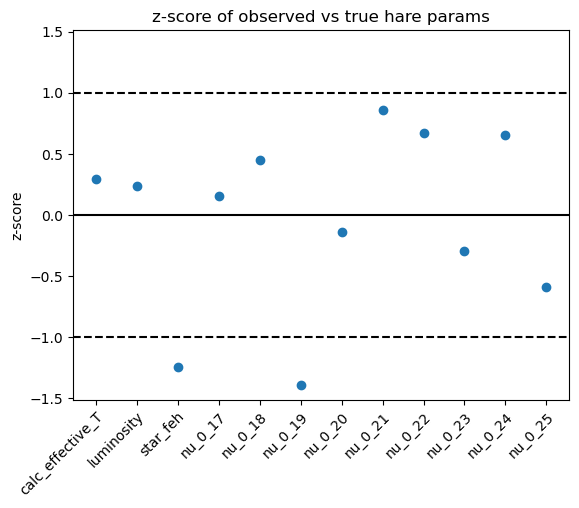 z-score of observed vs true hare params
z-score
1.5
1.0
0.5
0.0
−0.5
−1.0
−1.5
calc_effective_T
luminosity
star_feh
nu_0_17
nu_0_18
nu_0_19
nu_0_20
nu_0_21
nu_0_22
nu_0_23
nu_0_24
nu_0_25